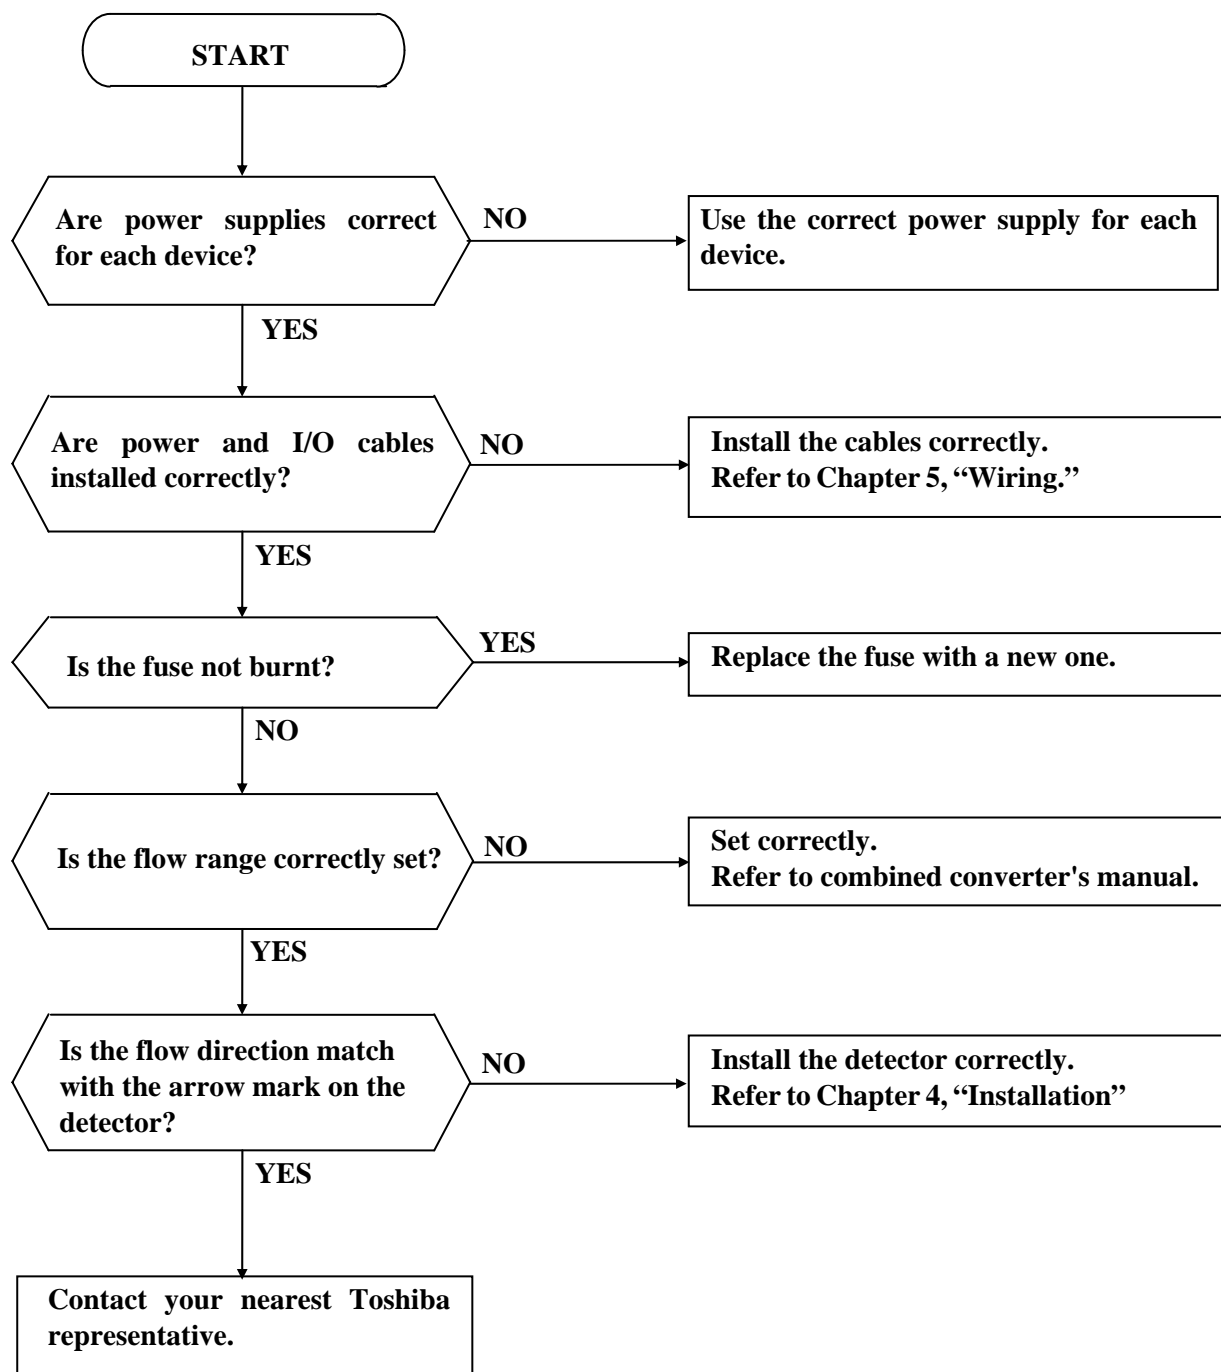 START
Are power supplies correct
for each device?
NO
Use the correct power supply for each
device.
YES
Are power and I/O cables
installed correctly?
NO
Install the cables correctly.
Refer to Chapter 5, “Wiring.”
YES
Is the fuse not burnt?
YES
Replace the fuse with a new one.
NO
Is the flow range correctly set?
NO
Set correctly.
Refer to combined converter's manual.
YES
Is the flow direction match
with the arrow mark on the
detector?
NO
Install the detector correctly.
Refer to Chapter 4, “Installation”
YES
Contact your nearest Toshiba
representative.